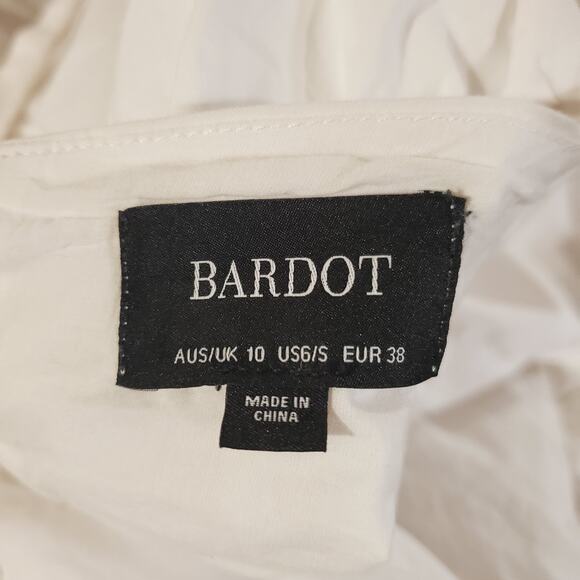 BARDOT
AUS/UK 10 US6/S EUR 38
MADE IN
CHINA